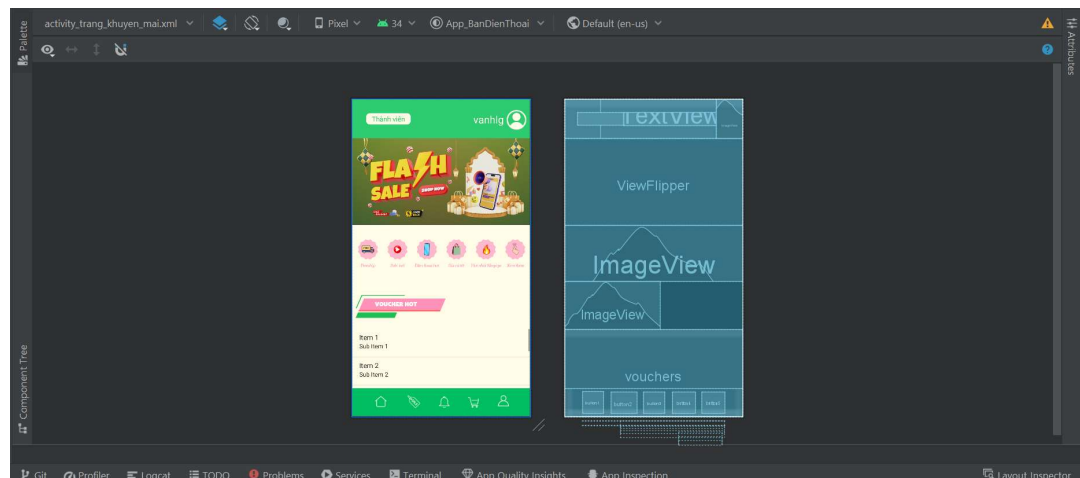 activity_trang_khuyen_mai.xml
Pixel
34
App_BanDienThoai
Default (en-us)
Palette
Attributes
Component Tree
Thành viên
vanhlg
FLASH
SALE
SHOP NOW
VOUCHER HOT
Item 1
Sub Item 1
Item 2
Sub Item 2
TextView
ViewFlipper
ImageView
ImageView
vouchers
Git
Profiler
Logcat
TODO
Problems
Services
Terminal
App Quality Insights
App Inspection
Layout Inspector